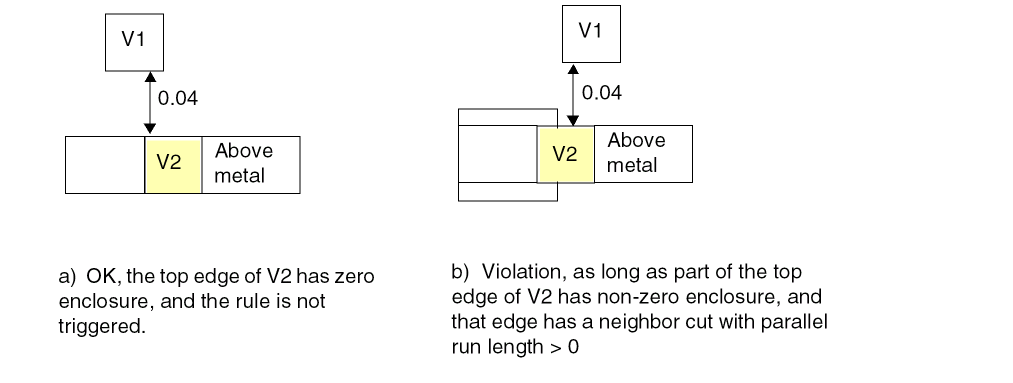 V1
0.04
V2
Above
metal
a) OK, the top edge of V2 has zero
enclosure, and the rule is not
triggered.
V1
0.04
V2
Above
metal
b) Violation, as long as part of the top
edge of V2 has non-zero enclosure, and
that edge has a neighbor cut with parallel
run length > 0